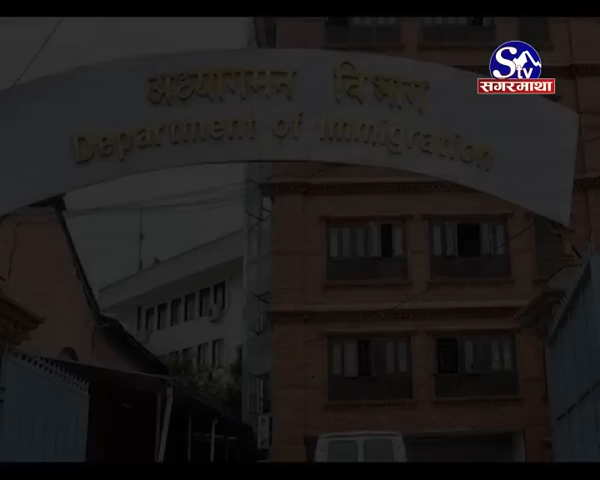 अध्यागमन विभाग
Department of Immigration
STV
सगरमाथा